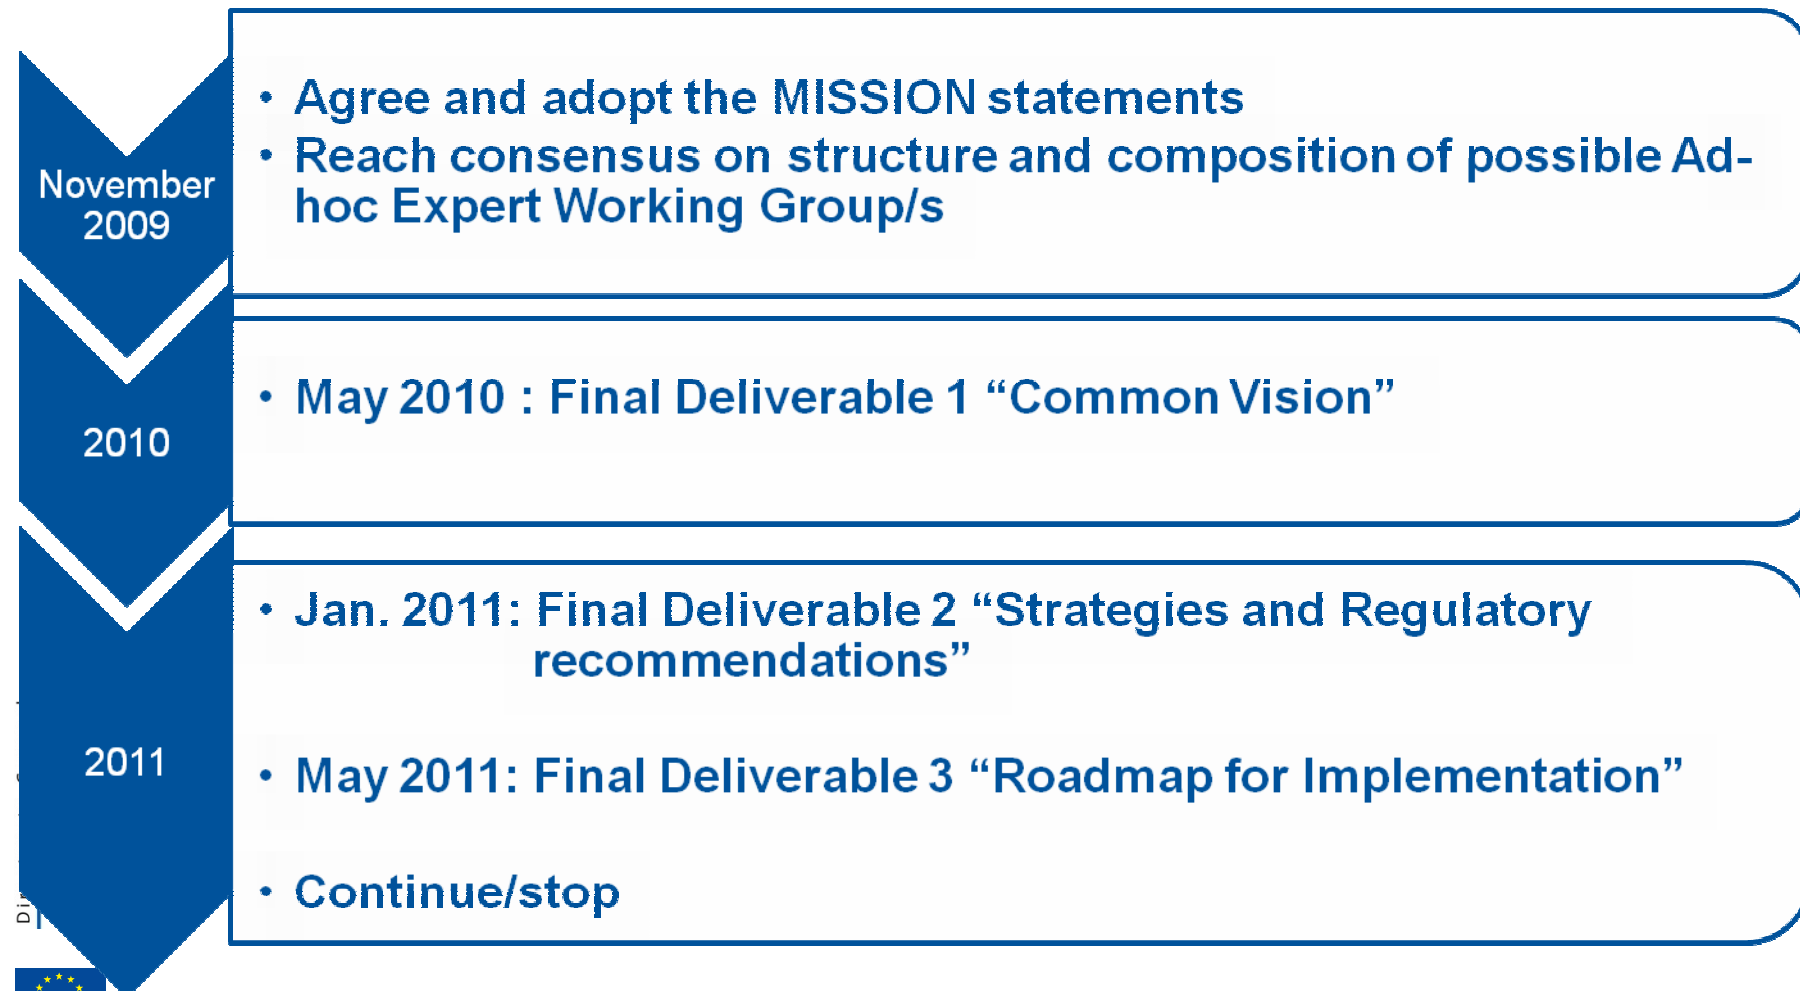 November
2009
• Agree and adopt the MISSION statements
• Reach consensus on structure and composition of possible Ad-
hoc Expert Working Group/s
2010
• May 2010 : Final Deliverable 1 “Common Vision”
2011
• Jan. 2011: Final Deliverable 2 “Strategies and Regulatory
recommendations”
• May 2011: Final Deliverable 3 “Roadmap for Implementation”
• Continue/stop